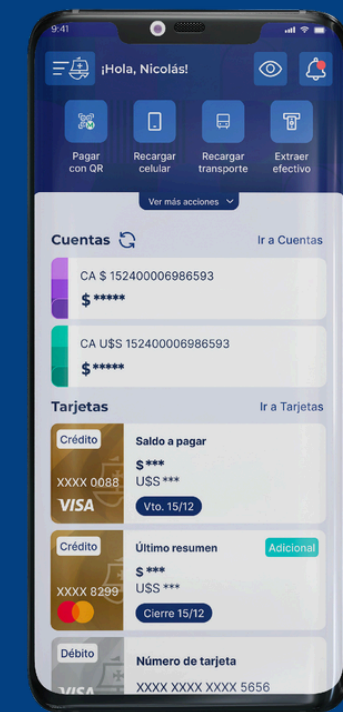 9:41
¡Hola, Nicolás!
Pagar
con QR
Recargar
celular
Recargar
transporte
Extraer
efectivo
Ver más acciones
Cuentas
Ir a Cuentas
CA $ 152400006986593
$ *****
CA U$S 152400006986593
$ *****
Tarjetas
Ir a Tarjetas
Crédito
XXXX 0088
VISA
Saldo a pagar
$ ***
U$S ***
Vto. 15/12
Crédito
XXXX 8299
Último resumen
Adicional
$ ***
U$S ***
Cierre 15/12
Débito
VISA
Número de tarjeta
XXXX XXXX XXXX 5656